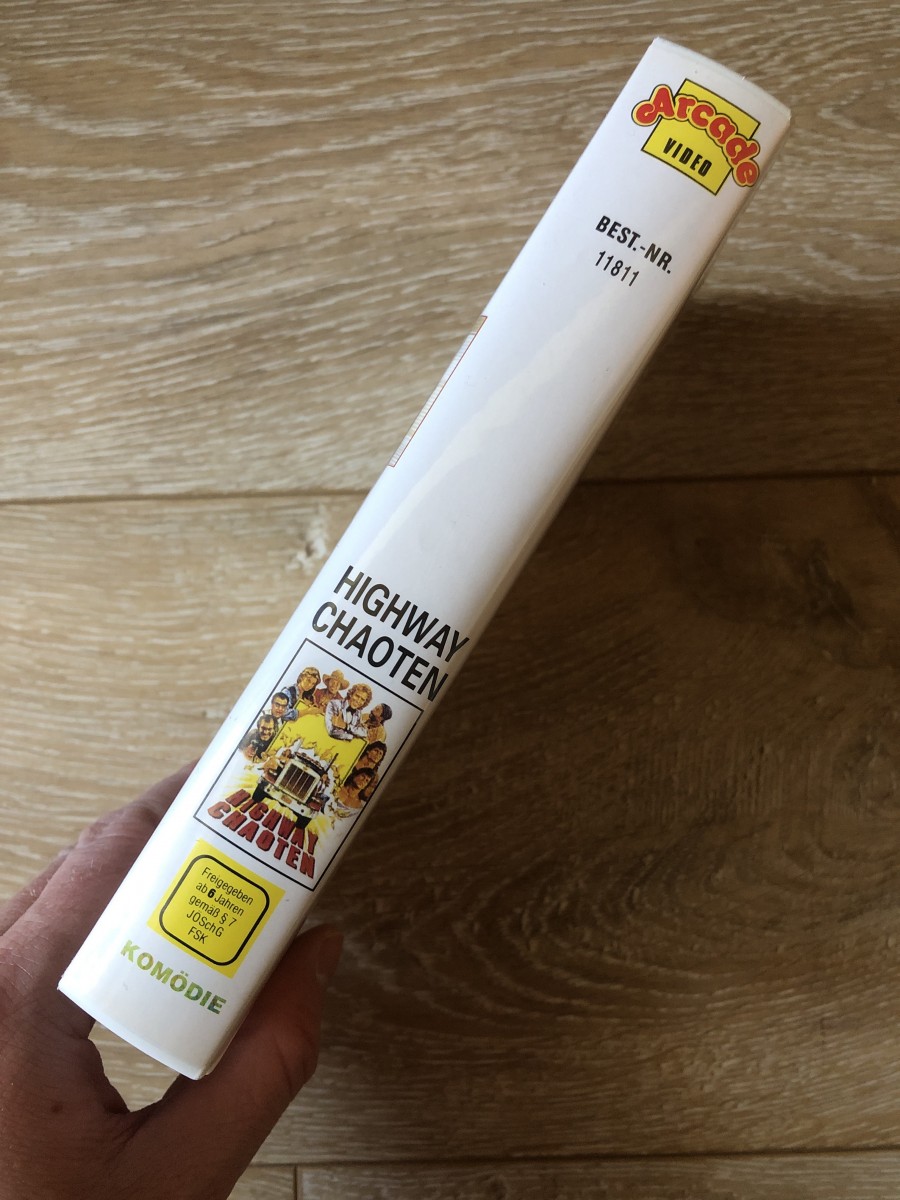 Arcade
VIDEO
BEST.-NR.
11811
HIGHWAY
CHAOTEN
HIGHWAY
CHAOTEN
Freigegeben
ab 6 Jahren
gemäß § 7
JÖSchG
FSK
KOMÖDIE